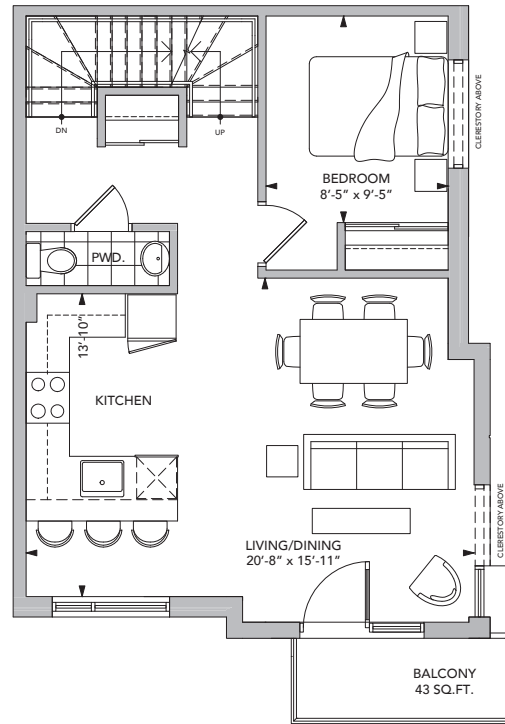 DN
UP
CLERESTORY ABOVE
BEDROOM
8'-5" x 9'-5"
PWD.
13'-10"
KITCHEN
CLERESTORY ABOVE
LIVING/DINING
20'-8" x 15'-11"
BALCONY
43 SQ.FT.